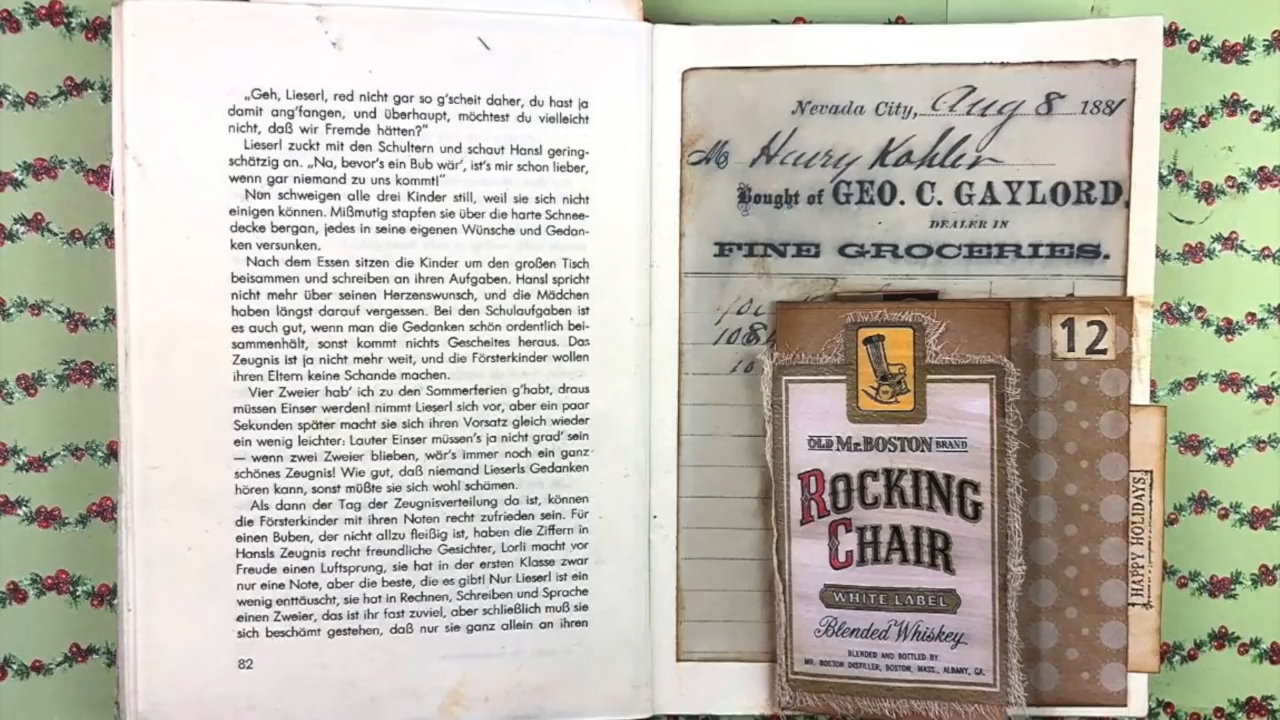 „Geh, Lieserl, red nicht gar so g'scheit daher, du hast ja
damit ang'fangen, und überhaupt, möchtest du vielleicht
nicht, daß wir Fremde hätten?"
Lieserl zuckt mit den Schultern und schaut Hansl gering-
schätzig an. „Na, bevor's ein Bub wär', ist's mir schon lieber,
wenn gar niemand zu uns kommt!"
Nun schweigen alle drei Kinder still, weil sie sich nicht
einigen können. Mißmutig stapfen sie über die harte Schnee-
decke bergan, jedes in seine eigenen Wünsche und Gedan-
ken versunken.
Nach dem Essen sitzen die Kinder um den großen Tisch
beisammen und schreiben an ihren Aufgaben. Hansl spricht
nicht mehr über seinen Herzenswunsch, und die Mädchen
haben längst darauf vergessen. Bei den Schulaufgaben ist
es auch gut, wenn man die Gedanken schön ordentlich bei-
sammenhält, sonst kommt nichts Gescheites heraus. Das
Zeugnis ist ja nicht mehr weit, und die Försterkinder wollen
ihren Eltern keine Schande machen.
Vier Zweier hab' ich zu den Sommerferien g'habt, draus
müssen Einser werden! nimmt Lieserl sich vor, aber ein paar
Sekunden später macht sie sich ihren Vorsatz gleich wieder
ein wenig leichter: Lauter Einser müssen's ja nicht grad' sein
— wenn zwei Zweier blieben, wär's immer noch ein ganz
schönes Zeugnis! Wie gut, daß niemand Lieserls Gedanken
hören kann, sonst müßte sie sich wohl schämen.
Als dann der Tag der Zeugnisverteilung da ist, können
die Försterkinder mit ihren Noten recht zufrieden sein. Für
einen Buben, der nicht allzu fleißig ist, haben die Ziffern in
Hansls Zeugnis recht freundliche Gesichter, Lorli macht vor
Freude einen Luftsprung, sie hat in der ersten Klasse zwar
nur eine Note, aber die beste, die es gibt! Nur Lieserl ist ein
wenig enttäuscht, sie hat in Rechnen, Schreiben und Sprache
einen Zweier, das ist ihr fast zuviel, aber schließlich muß sie
sich beschämt gestehen, daß nur sie ganz allein an ihren
82
Nevada City, Aug 8 1881
M Henry Kohler
Bought of GEO. C. GAYLORD,
DEALER IN
FINE GROCERIES.
12
OLD Mr. BOSTON BRAND
ROCKING
CHAIR
WHITE LABEL
Blended Whiskey
BLENDED AND BOTTLED BY
MR. BOSTON DISTILLER, BOSTON, MASS., ALBANY, GA.
HAPPY HOLIDAYS